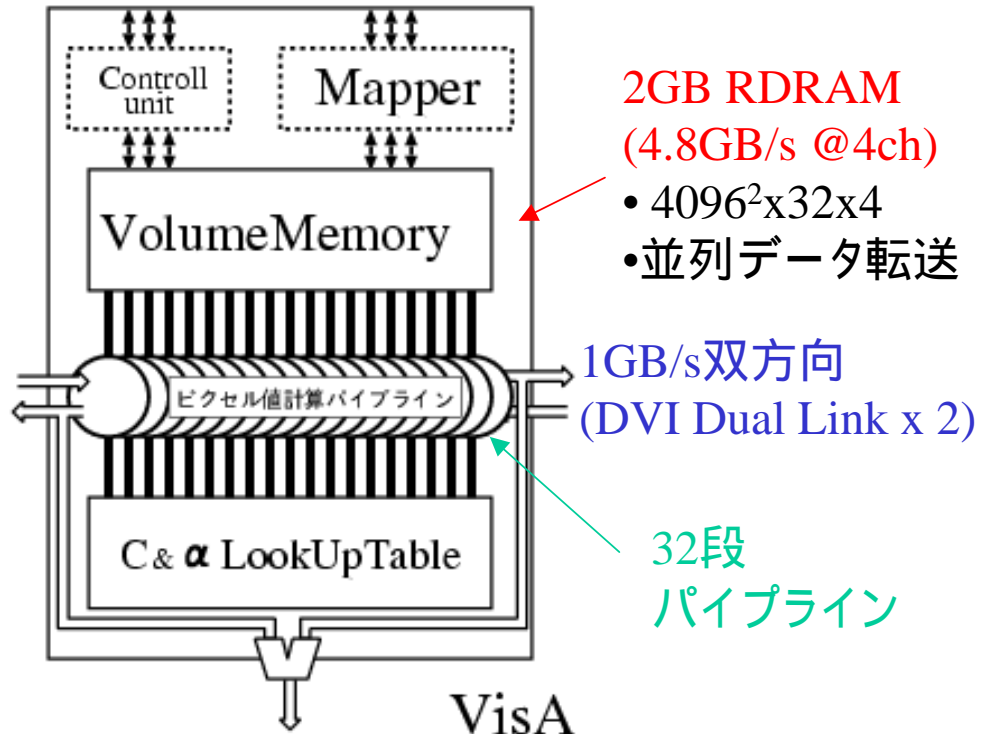 Controll
unit
Mapper
2GB RDRAM
(4.8GB/s @4ch)
• 4096²x32x4
•並列データ転送
VolumeMemory
1GB/s双方向
(DVI Dual Link x 2)
ピクセル値計算パイプライン
C & α LookUpTable
32段
パイプライン
VisA